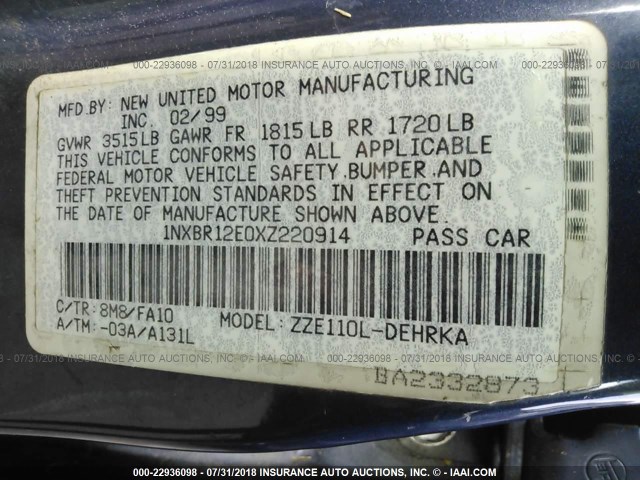 000-22936098 - 07/31/2018 INSURANCE AUTO AUCTIONS, INC. - © - IAAI.COM
MFD.BY: NEW UNITED MOTOR MANUFACTURING
INC. 02/99
GVWR 3515LB GAWR FR 1815LB RR 1720LB
THIS VEHICLE CONFORMS TO ALL APPLICABLE
FEDERAL MOTOR VEHICLE SAFETY.BUMPER.AND
THEFT PREVENTION STANDARDS IN EFFECT ON
THE DATE OF MANUFACTURE SHOWN ABOVE.
1NXBR12E0XZ220914 PASS CAR
C/TR: 8M8/FA10
A/TM: -03A/A131L MODEL: ZZE110L-DEHRKA
BA2332873
000-22936098 - 07/31/2018 INSURANCE AUTO AUCTIONS, INC. - © - IAAI.COM